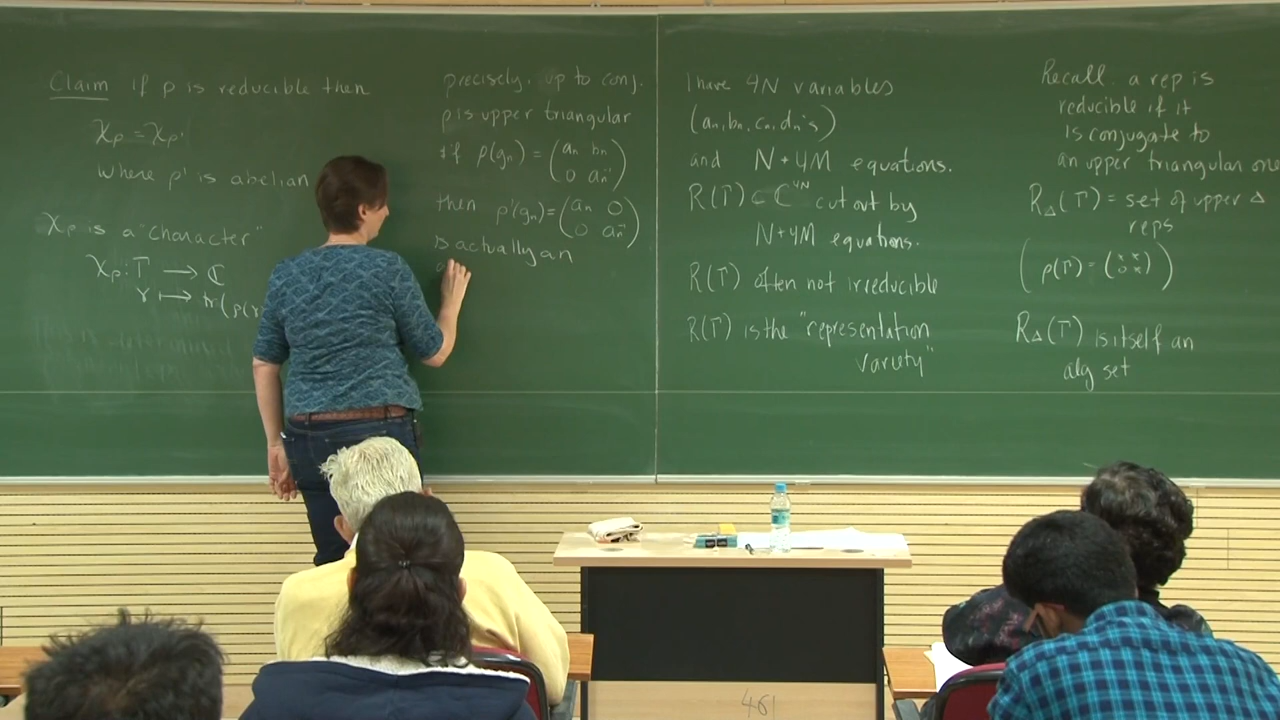 Claim if ρ is reducible then
χρ = χρ'
where ρ' is abelian
χρ is a "character"
χρ: Γ → ℂ
γ ↦ tr(ρ(γ
precisely, up to conj.
ρ is upper triangular
if ρ(gₙ) = (aₙ bₙ
0 aₙ⁻¹)
then ρ'(gₙ) = (aₙ 0
0 aₙ⁻¹)
is actually an
I have 4N variables
(aₙ, bₙ, cₙ, dₙ's)
and N + 4M equations.
R(Γ) ⊂ ℂ⁴ᴺ cut out by
N + 4M equations.
R(Γ) often not irreducible
R(Γ) is the "representation
variety"
Recall. a rep is
reducible if it
is conjugate to
an upper triangular one
R_Δ(Γ) = set of upper Δ
reps
(ρ(Γ) = (* *
0 *))
R_Δ(Γ) is itself an
alg set
461